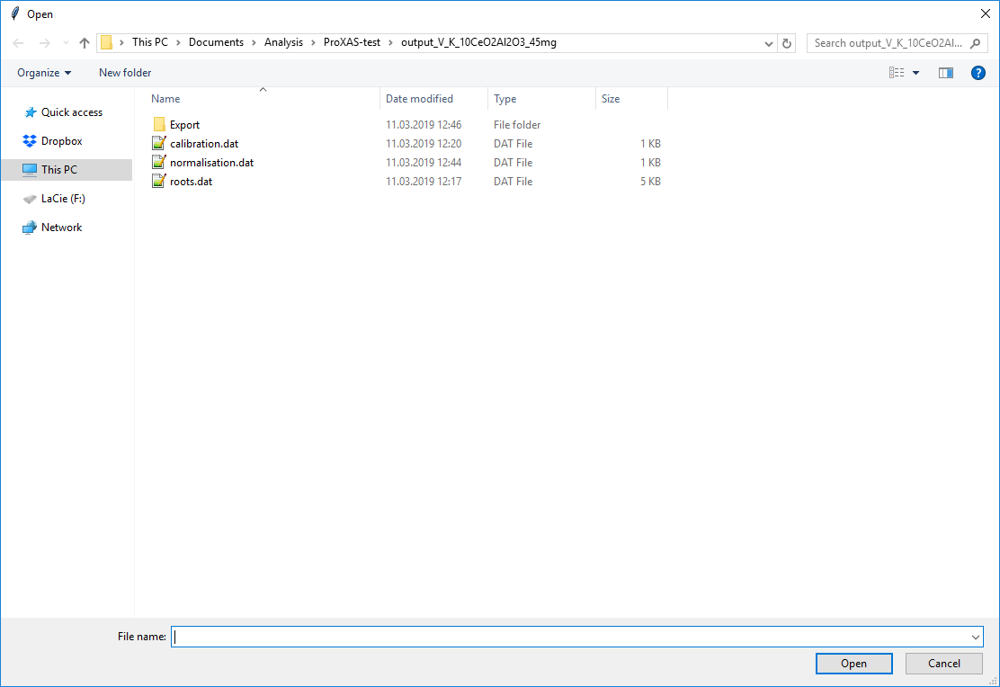 Open
This PC > Documents > Analysis > ProXAS-test > output_V_K_10CeO2Al2O3_45mg
Search output_V_K_10CeO2Al...
Organize New folder
?
Name Date modified Type Size
Quick access
Dropbox
This PC
LaCie (F:)
Network
Export 11.03.2019 12:46 File folder
calibration.dat 11.03.2019 12:20 DAT File 1 KB
normalisation.dat 11.03.2019 12:44 DAT File 1 KB
roots.dat 11.03.2019 12:17 DAT File 5 KB
File name:
Open Cancel